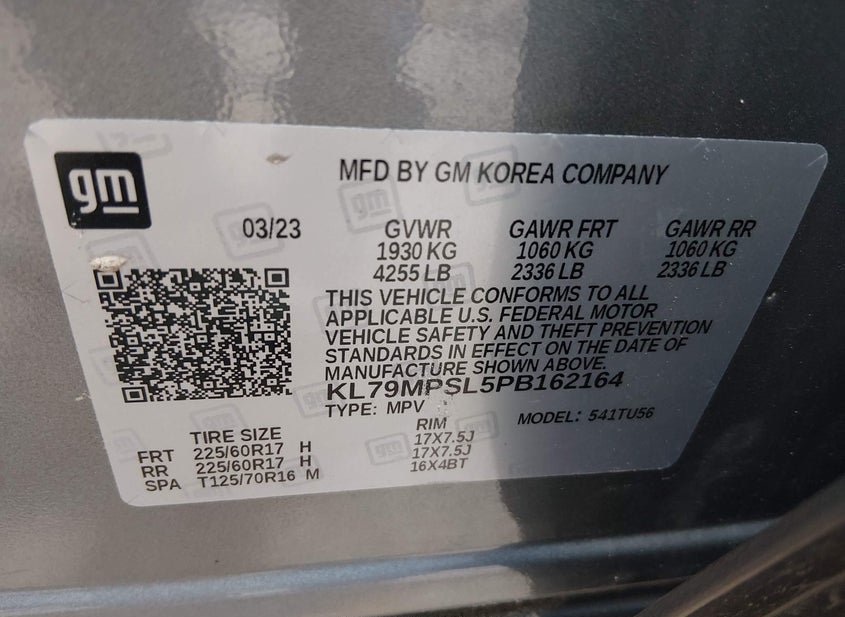 gm
MFD BY GM KOREA COMPANY
03/23
GVWR GAWR FRT GAWR RR
1930 KG 1060 KG 1060 KG
4255 LB 2336 LB 2336 LB
THIS VEHICLE CONFORMS TO ALL
APPLICABLE U.S. FEDERAL MOTOR
VEHICLE SAFETY AND THEFT PREVENTION
STANDARDS IN EFFECT ON THE DATE OF
MANUFACTURE SHOWN ABOVE.
KL79MPSL5PB162164
TYPE: MPV MODEL: 541TU56
TIRE SIZE RIM
FRT 225/60R17 H 17X7.5J
RR 225/60R17 H 17X7.5J
SPA T125/70R16 M 16X4BT